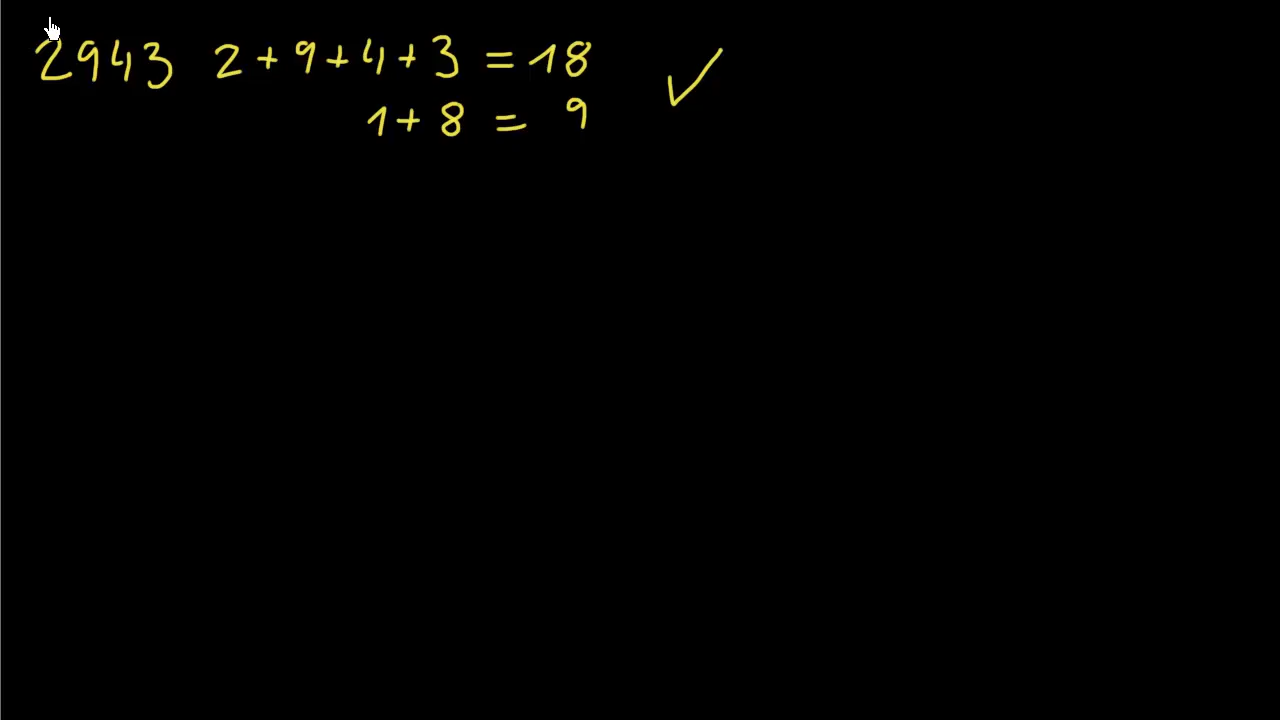 2943 2+9+4+3 = 18 ✓
1+8 = 9